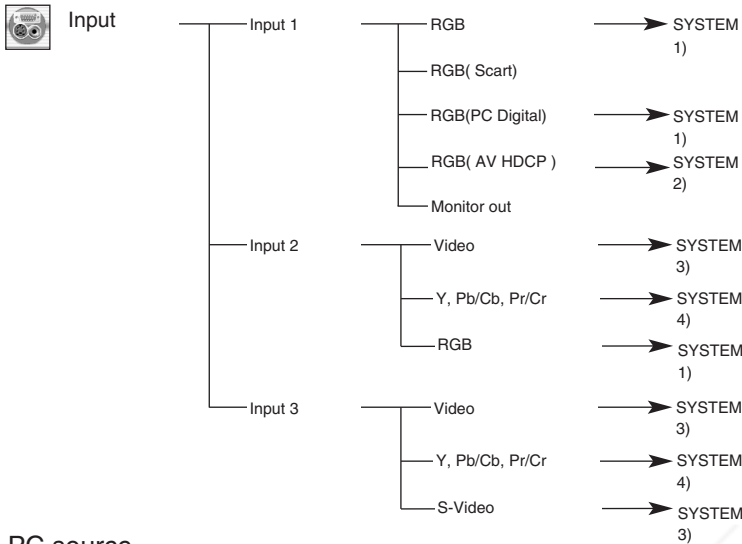 Input
Input 1
RGB
SYSTEM
1)
RGB( Scart)
RGB(PC Digital)
SYSTEM
1)
RGB( AV HDCP )
SYSTEM
2)
Monitor out
Input 2
Video
SYSTEM
3)
Y, Pb/Cb, Pr/Cr
SYSTEM
4)
RGB
SYSTEM
1)
Input 3
Video
SYSTEM
3)
Y, Pb/Cb, Pr/Cr
SYSTEM
4)
S-Video
SYSTEM
3)
PC source